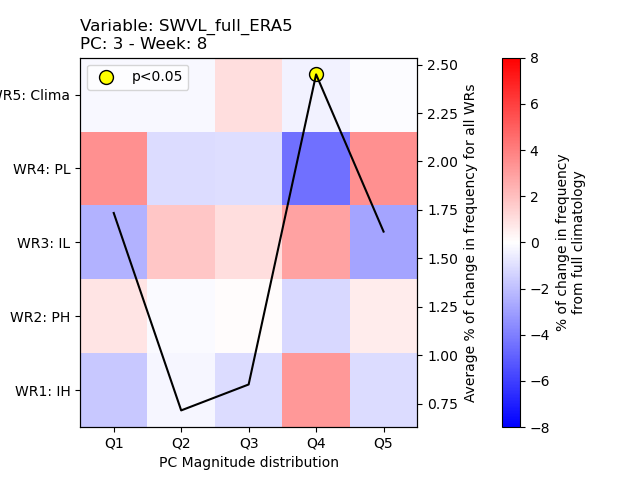 Variable: SWVL_full_ERA5
PC: 3 - Week: 8
p<0.05
WR5: Clima
WR4: PL
WR3: IL
WR2: PH
WR1: IH
Q1
Q2
Q3
Q4
Q5
PC Magnitude distribution
2.50
2.25
2.00
1.75
1.50
1.25
1.00
0.75
Average % of change in frequency for all WRs
8
6
4
2
0
−2
−4
−6
−8
% of change in frequency
from full climatology